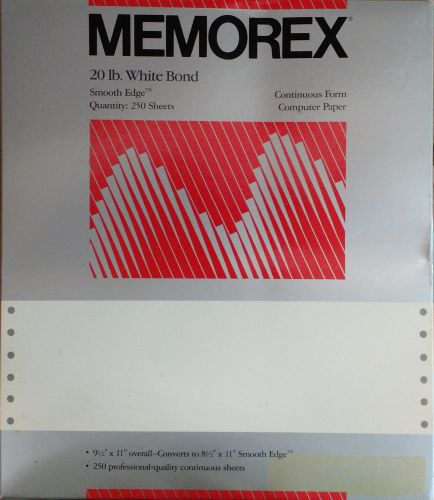 MEMOREX®
20 lb. White Bond
Smooth Edge™
Continuous Form
Quantity: 250 Sheets
Computer Paper
• 9½" x 11" overall–Converts to 8½" x 11" Smooth Edge™
• 250 professional-quality continuous sheets